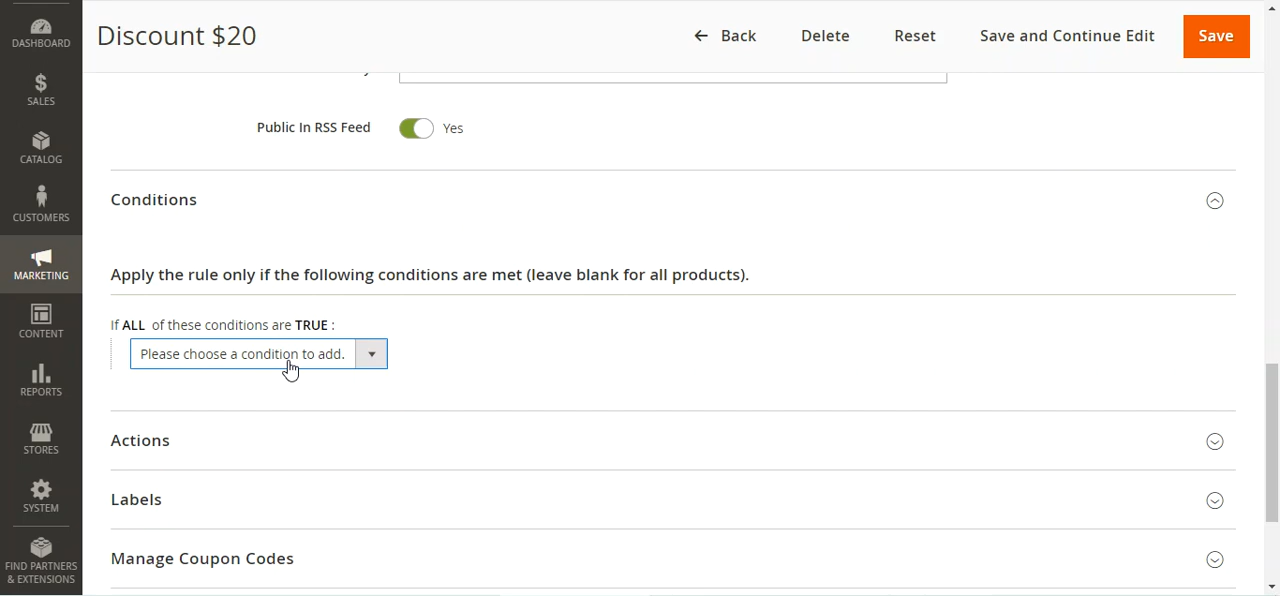 DASHBOARD
SALES
CATALOG
CUSTOMERS
MARKETING
CONTENT
REPORTS
STORES
SYSTEM
FIND PARTNERS
& EXTENSIONS
Discount $20
Back
Delete
Reset
Save and Continue Edit
Save
Public In RSS Feed
Yes
Conditions
Apply the rule only if the following conditions are met (leave blank for all products).
If ALL of these conditions are TRUE :
Please choose a condition to add.
Actions
Labels
Manage Coupon Codes